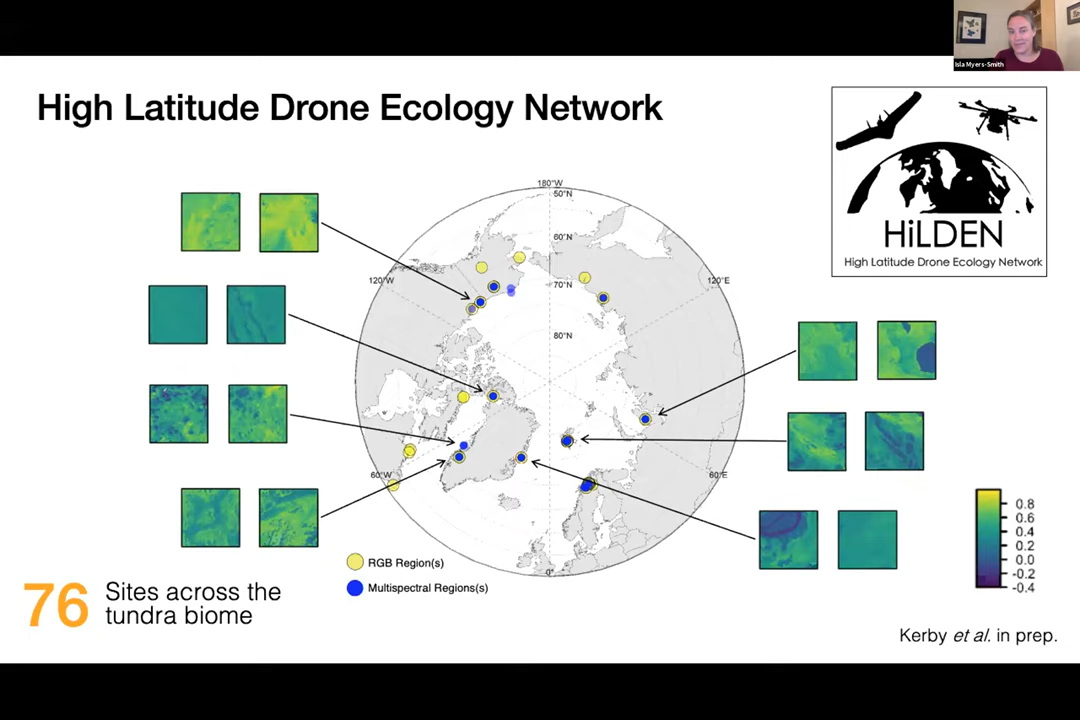 Isla Myers-Smith
High Latitude Drone Ecology Network
HiLDEN
High Latitude Drone Ecology Network
180°W
50°N
60°N
120°W
70°N
120°E
80°N
60°W
60°E
0°
RGB Region(s)
Multispectral Regions(s)
0.8
0.6
0.4
0.2
0.0
-0.2
-0.4
76
Sites across the
tundra biome
Kerby et al. in prep.